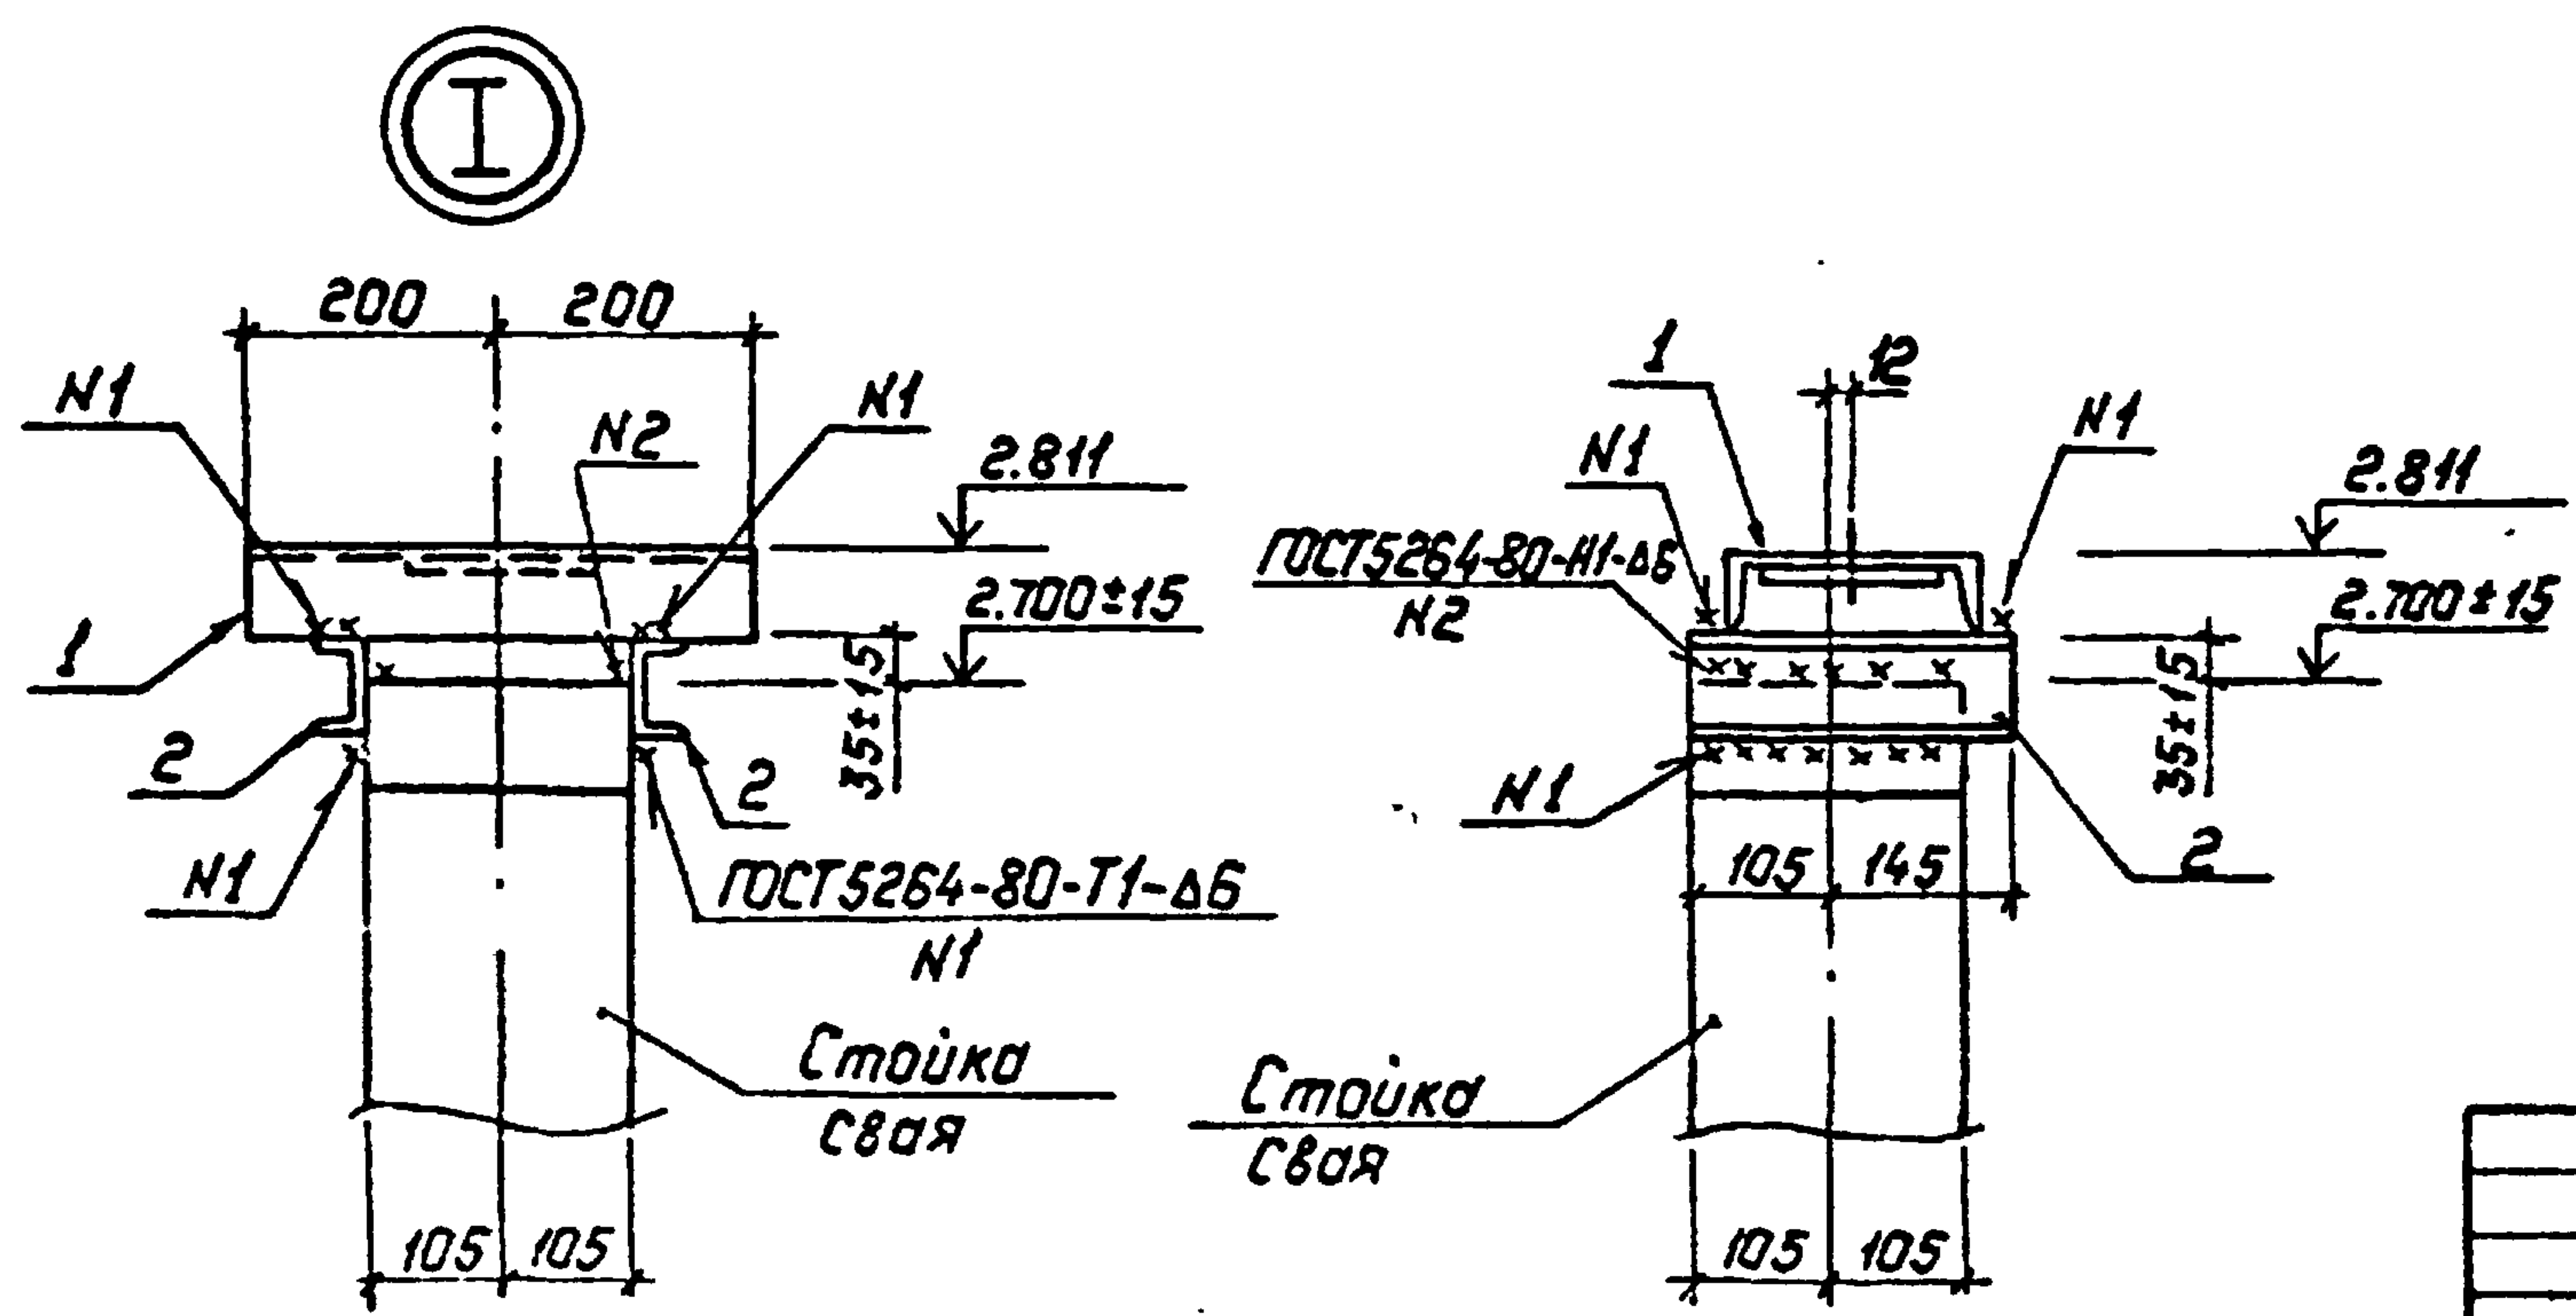 I
200
200
N1
N2
N1
2.811
2.700±15
35±15
1
2
2
N1
ГОСТ5264-80-Т1-Δ6
N1
Стойка
свая
105
105
1
12
N1
N1
2.811
ГОСТ5264-80-Н1-Δ6
N2
2.700±15
35±15
N1
2
105
145
Стойка
Свая
105
105